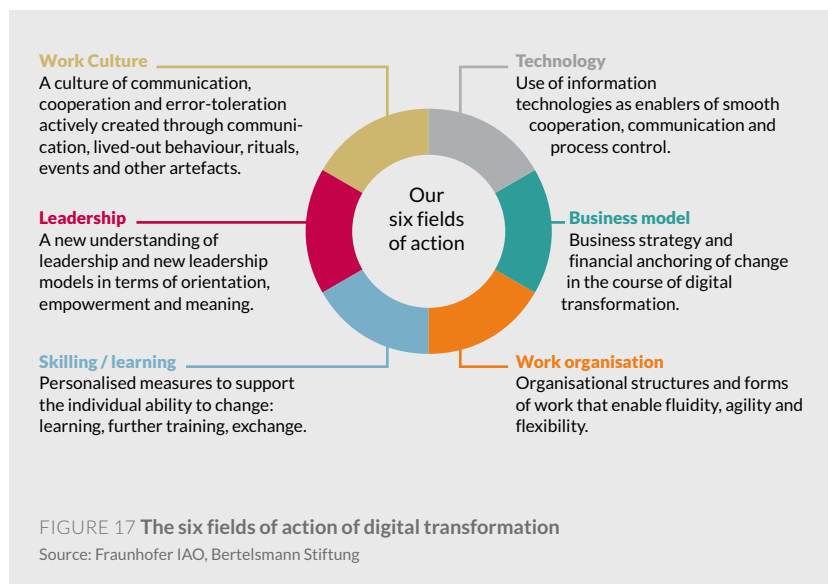 Work Culture
A culture of communication,
cooperation and error-toleration
actively created through communi-
cation, lived-out behaviour, rituals,
events and other artefacts.
Technology
Use of information
technologies as enablers of smooth
cooperation, communication and
process control.
Our
six fields
of action
Leadership
A new understanding of
leadership and new leadership
models in terms of orientation,
empowerment and meaning.
Business model
Business strategy and
financial anchoring of change
in the course of digital
transformation.
Skilling / learning
Personalised measures to support
the individual ability to change:
learning, further training, exchange.
Work organisation
Organisational structures and forms
of work that enable fluidity, agility and
flexibility.
FIGURE 17 The six fields of action of digital transformation
Source: Fraunhofer IAO, Bertelsmann Stiftung